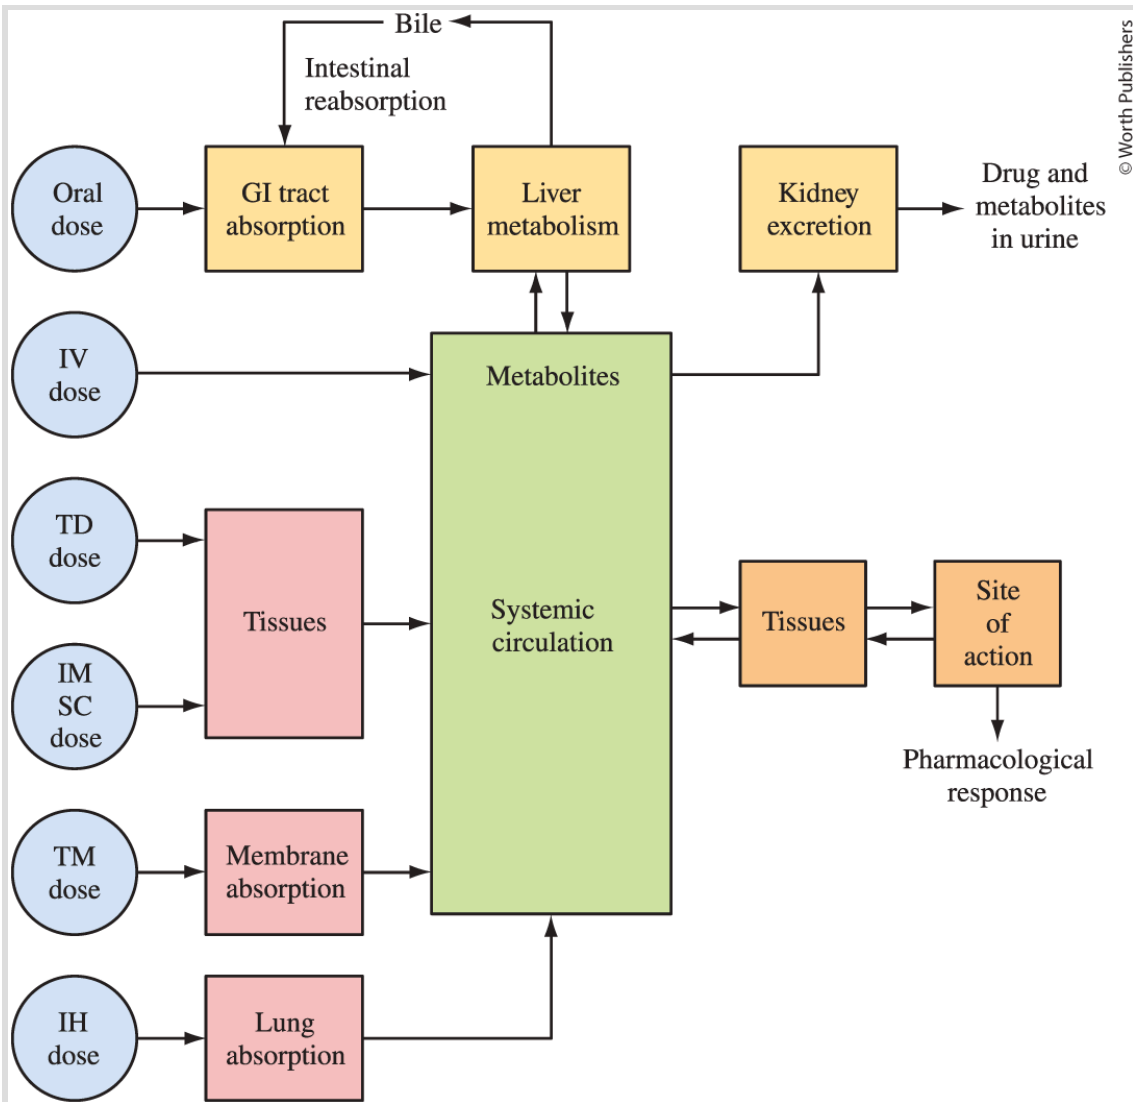 Bile
Intestinal
reabsorption
© Worth Publishers
Oral
dose
GI tract
absorption
Liver
metabolism
Kidney
excretion
Drug and
metabolites
in urine
IV
dose
Metabolites
TD
dose
Tissues
Systemic
circulation
Tissues
Site
of
action
IM
SC
dose
Pharmacological
response
TM
dose
Membrane
absorption
IH
dose
Lung
absorption